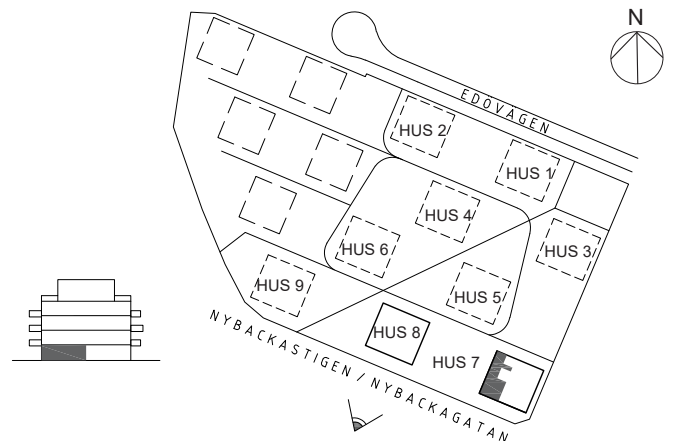 N
EDOVÄGEN
HUS 2
HUS 1
HUS 4
HUS 3
HUS 6
HUS 9
HUS 5
HUS 8
HUS 7
NYBACKASTIGEN / NYBACKAGATAN